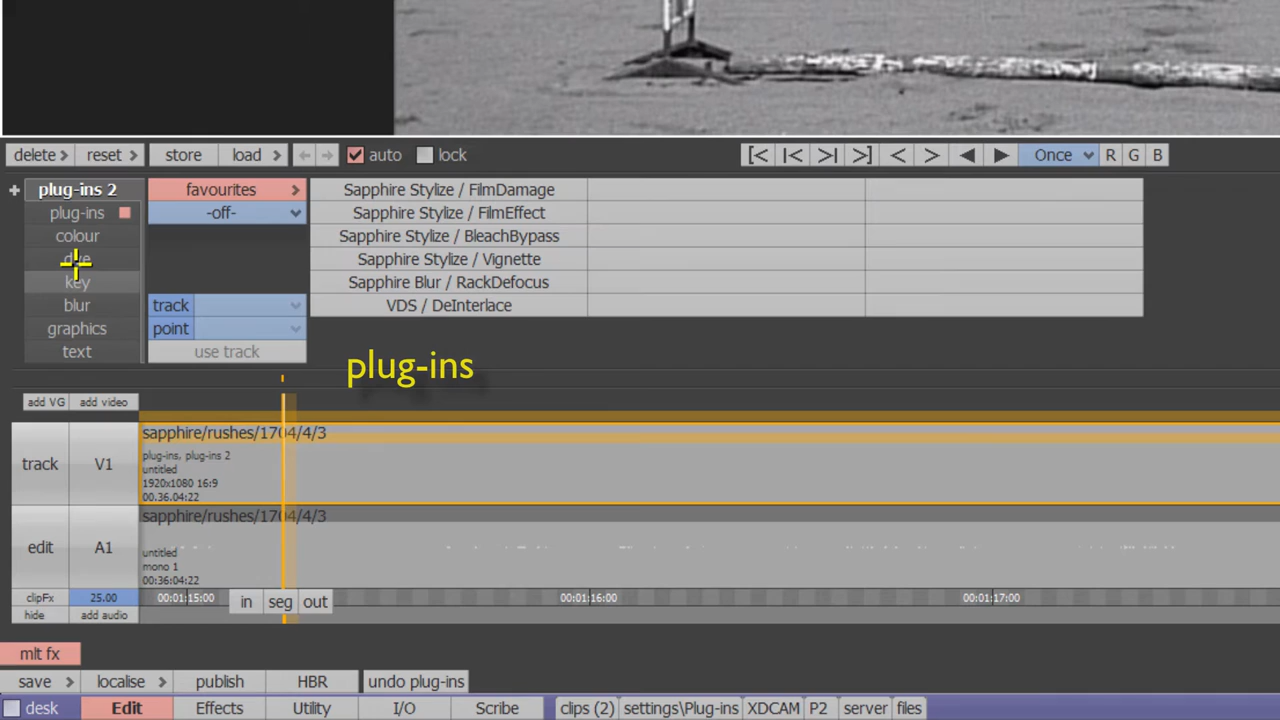 delete> reset> store load > auto lock [< |< >| >] < > Once R G B
plug-ins 2 favourites > Sapphire Stylize / FilmDamage
plug-ins -off- Sapphire Stylize / FilmEffect
colour Sapphire Stylize / BleachBypass
dve Sapphire Stylize / Vignette
key Sapphire Blur / RackDefocus
blur track VDS / DeInterlace
graphics point
text use track
plug-ins
add VG add video
sapphire/rushes/1704/4/3
plug-ins, plug-ins 2
track V1 untitled
1920x1080 16:9
00.36.04:22
sapphire/rushes/1704/4/3
edit A1 untitled
mono 1
00:36:04:22
clipFx 25.00 00:01:15:00 in seg out 00:01:16:00 00:01:17:00
hide add audio
mlt fx
save > localise > publish HBR undo plug-ins
desk Edit Effects Utility I/O Scribe clips (2) settings\Plug-ins XDCAM P2 server files